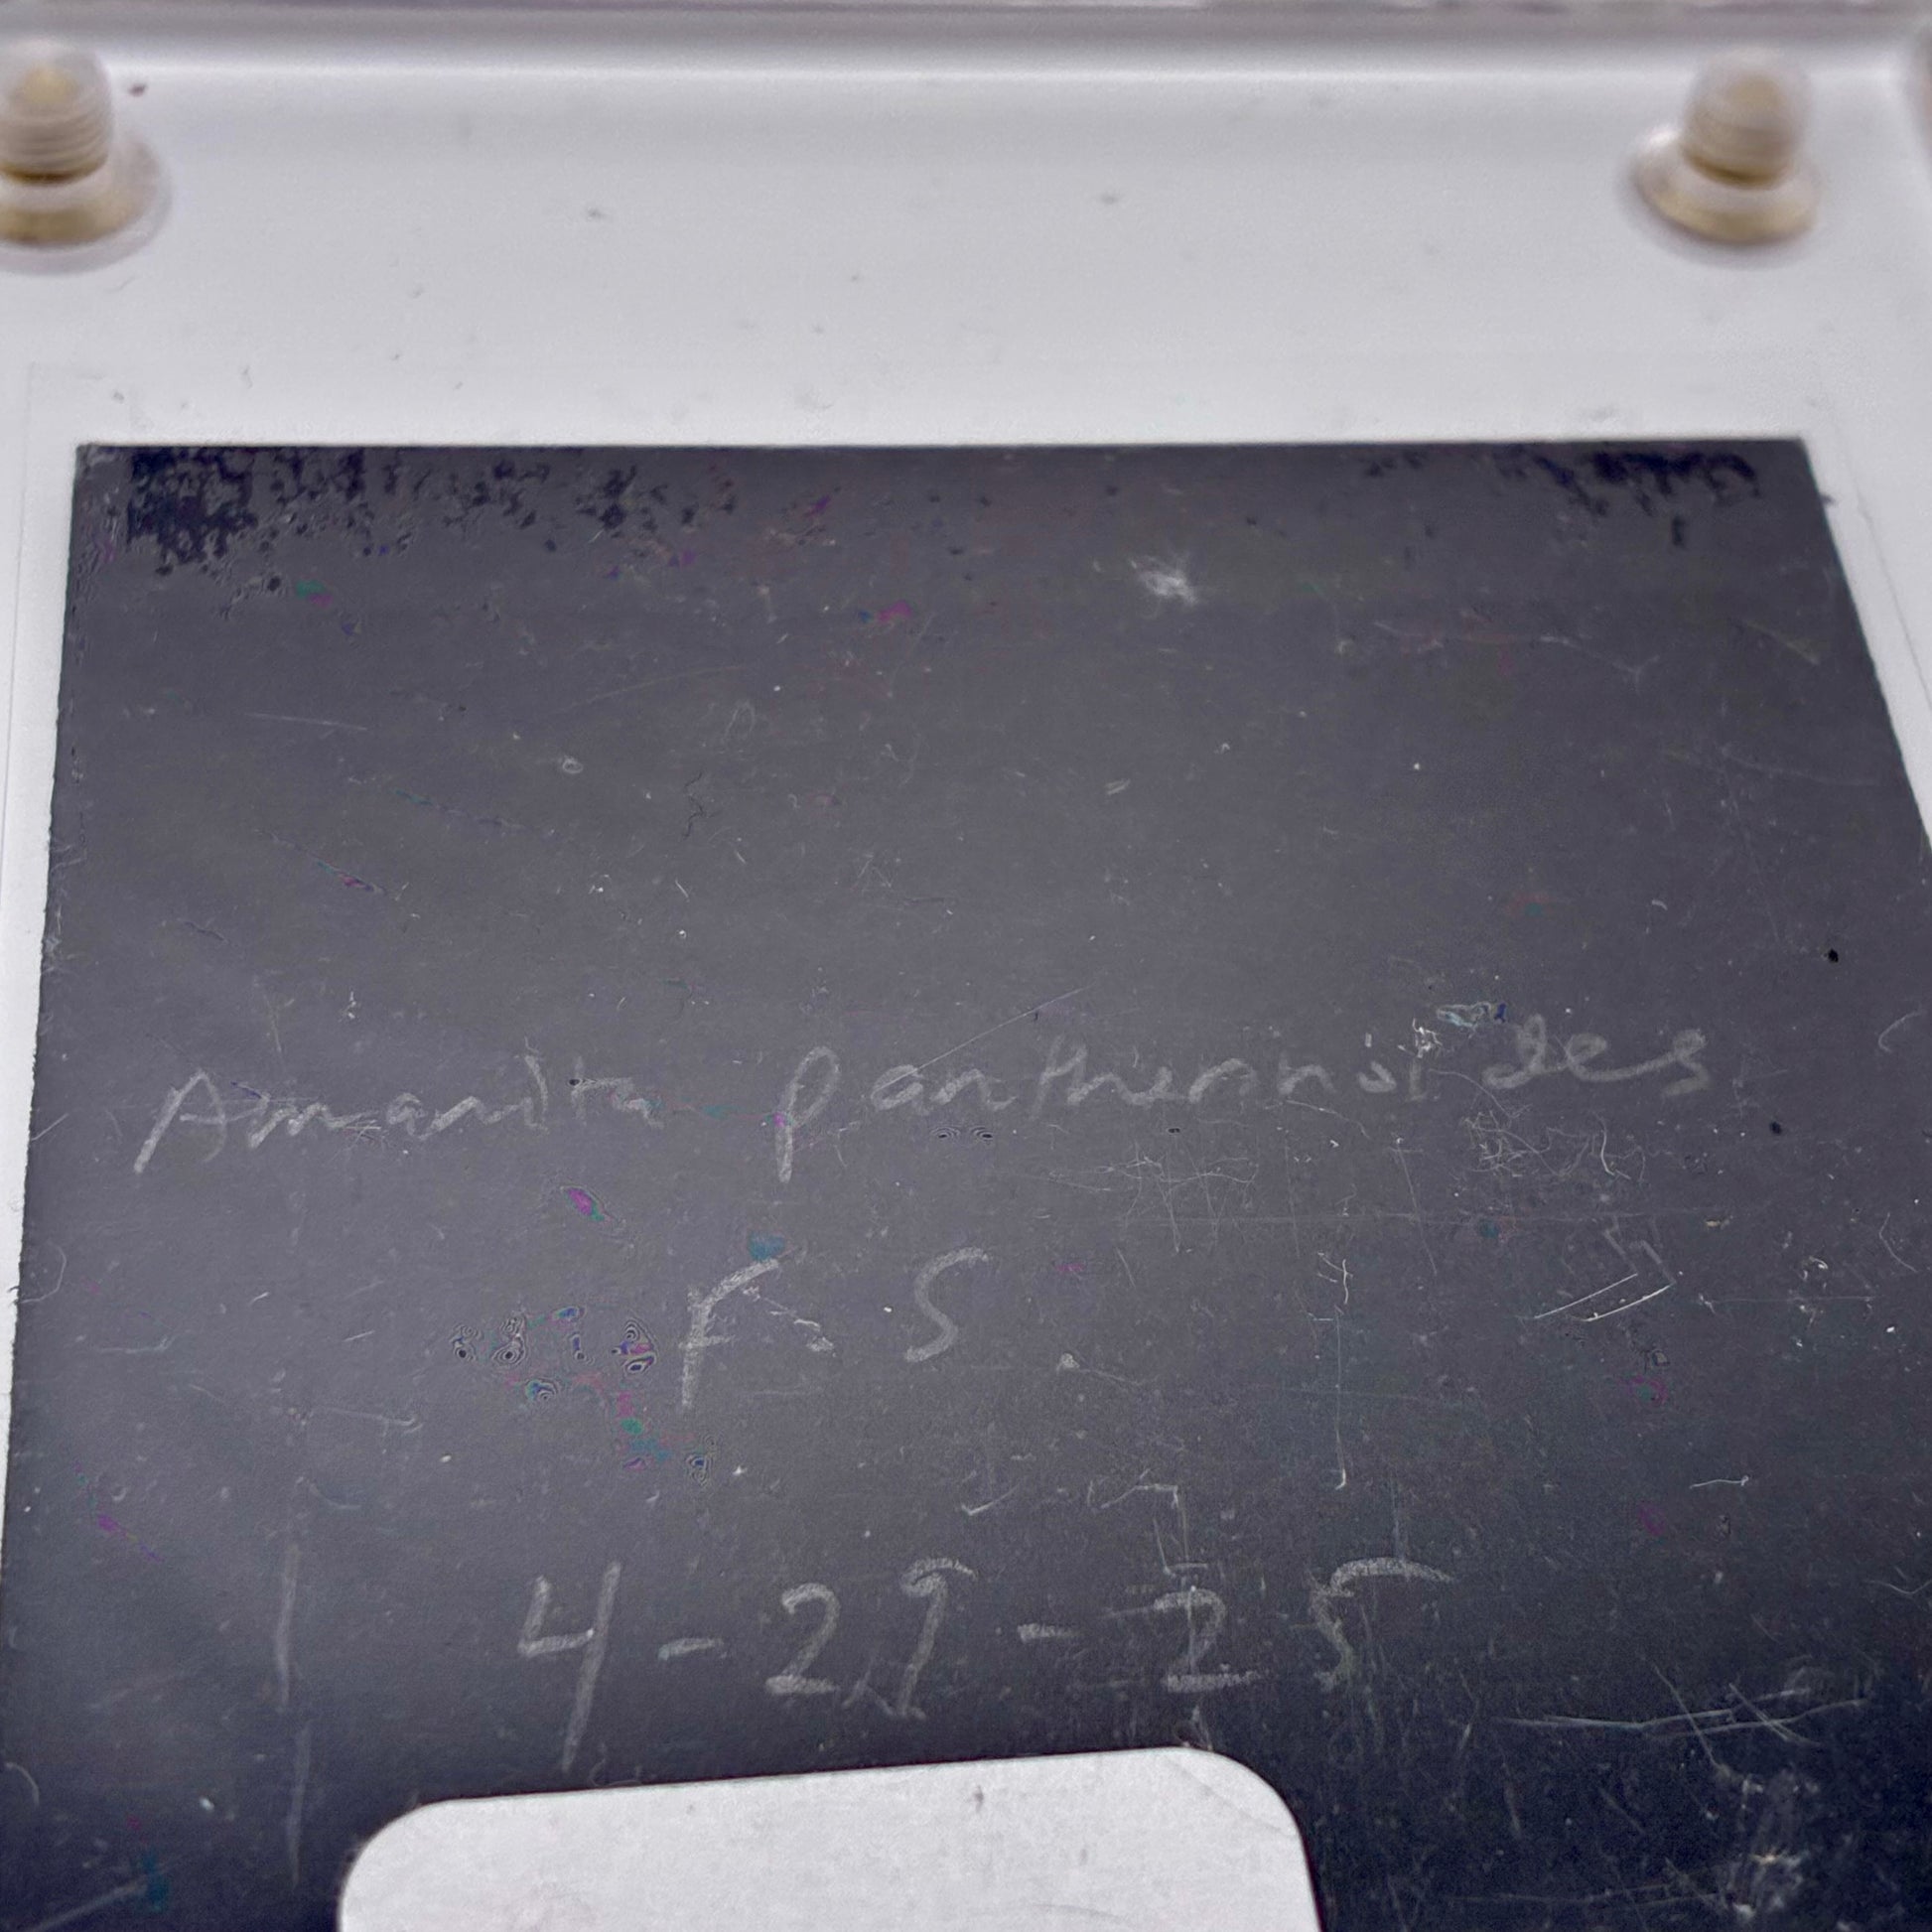 Amanita pantherinoides
F S
4-29-25